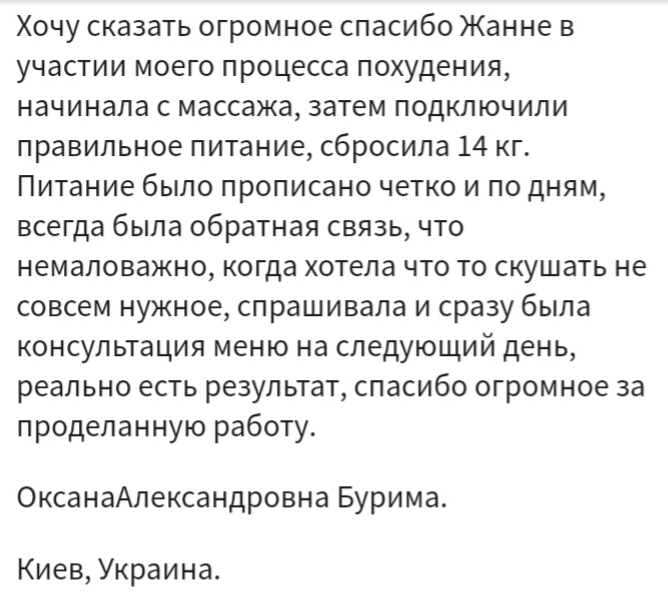 Хочу сказать огромное спасибо Жанне в
участии моего процесса похудения,
начинала с массажа, затем подключили
правильное питание, сбросила 14 кг.
Питание было прописано четко и по дням,
всегда была обратная связь, что
немаловажно, когда хотела что то скушать не
совсем нужное, спрашивала и сразу была
консультация меню на следующий день,
реально есть результат, спасибо огромное за
проделанную работу.
ОксанаАлександровна Бурима.
Киев, Украина.